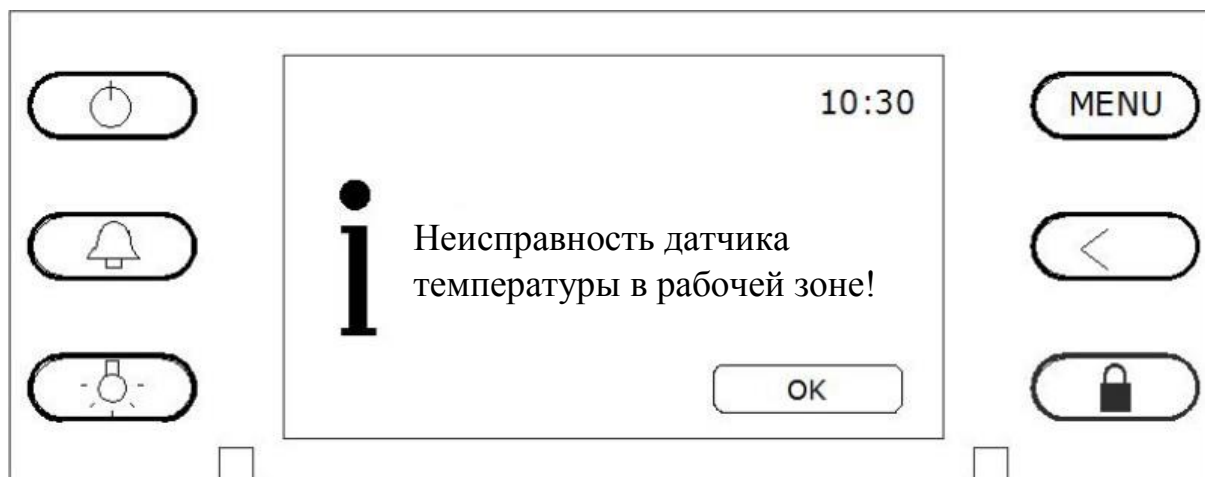 10:30
MENU
Неисправность датчика
температуры в рабочей зоне!
OK